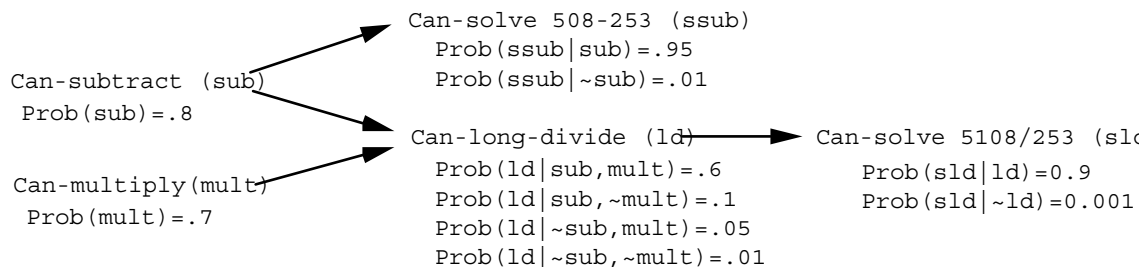 Can-solve 508-253 (ssub)
Prob(ssub|sub)=.95
Prob(ssub|~sub)=.01
Can-subtract (sub)
Prob(sub)=.8
Can-long-divide (ld)
Prob(ld|sub,mult)=.6
Prob(ld|sub,~mult)=.1
Prob(ld|~sub,mult)=.05
Prob(ld|~sub,~mult)=.01
Can-multiply(mult)
Prob(mult)=.7
Can-solve 5108/253 (sld
Prob(sld|ld)=0.9
Prob(sld|~ld)=0.001